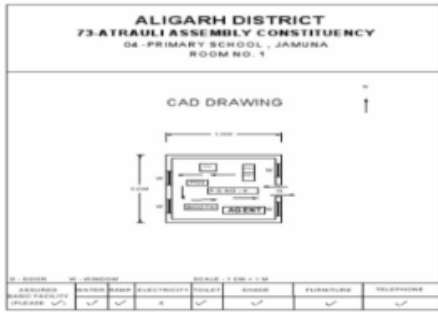 ALIGARH DISTRICT
73-ATRAULI ASSEMBLY CONSTITUENCY
04 -PRIMARY SCHOOL , JAMUNA
ROOM NO. 1
N
CAD DRAWING
W
W
W
AGENT
D - DOOR W - WINDOW SCALE - 1 CM = 1 M
ASSURED BASIC FACILITY (PLEASE ✓) WATER RAMP ELECTRICITY TOILET SHADE FURNITURE TELEPHONE
✓ ✓ X ✓ ✓ ✓ ✓